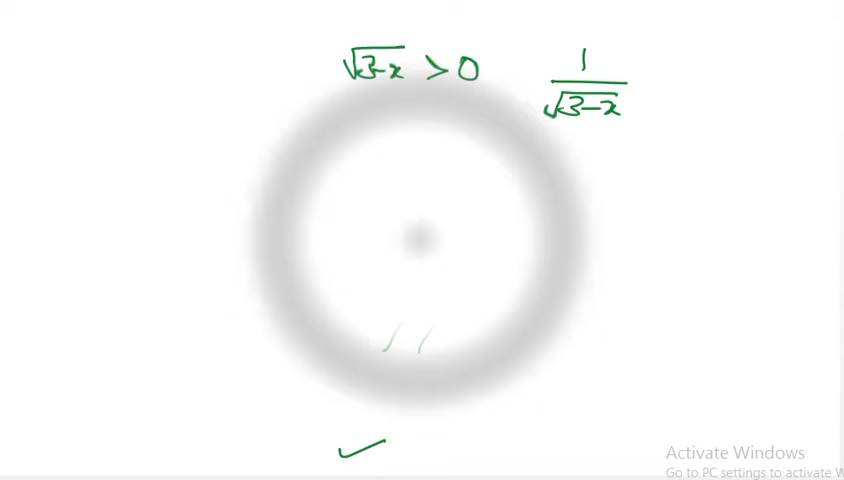 √3-x > 0
1/√3-x
Activate Windows
Go to PC settings to activate W